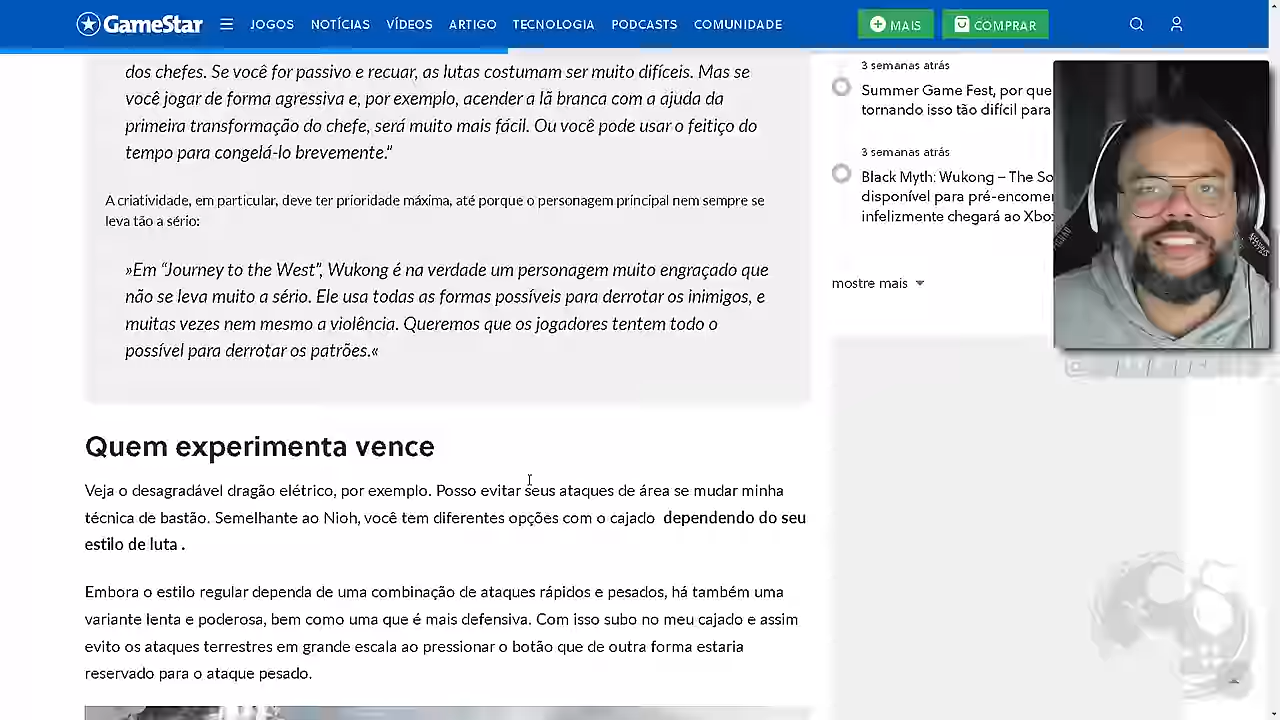 GameStar
JOGOS
NOTÍCIAS
VÍDEOS
ARTIGO
TECNOLOGIA
PODCASTS
COMUNIDADE
MAIS
COMPRAR
dos chefes. Se você for passivo e recuar, as lutas costumam ser muito difíceis. Mas se
você jogar de forma agressiva e, por exemplo, acender a lã branca com a ajuda da
primeira transformação do chefe, será muito mais fácil. Ou você pode usar o feitiço do
tempo para congelá-lo brevemente."
A criatividade, em particular, deve ter prioridade máxima, até porque o personagem principal nem sempre se
leva tão a sério:
»Em “Journey to the West”, Wukong é na verdade um personagem muito engraçado que
não se leva muito a sério. Ele usa todas as formas possíveis para derrotar os inimigos, e
muitas vezes nem mesmo a violência. Queremos que os jogadores tentem todo o
possível para derrotar os patrões.«
Quem experimenta vence
Veja o desagradável dragão elétrico, por exemplo. Posso evitar seus ataques de área se mudar minha
técnica de bastão. Semelhante ao Nioh, você tem diferentes opções com o cajado dependendo do seu
estilo de luta .
Embora o estilo regular dependa de uma combinação de ataques rápidos e pesados, há também uma
variante lenta e poderosa, bem como uma que é mais defensiva. Com isso subo no meu cajado e assim
evito os ataques terrestres em grande escala ao pressionar o botão que de outra forma estaria
reservado para o ataque pesado.
3 semanas atrás
Summer Game Fest, por que
tornando isso tão difícil para
3 semanas atrás
Black Myth: Wukong – The So
disponível para pré-encomer
infelizmente chegará ao Xbo
mostre mais